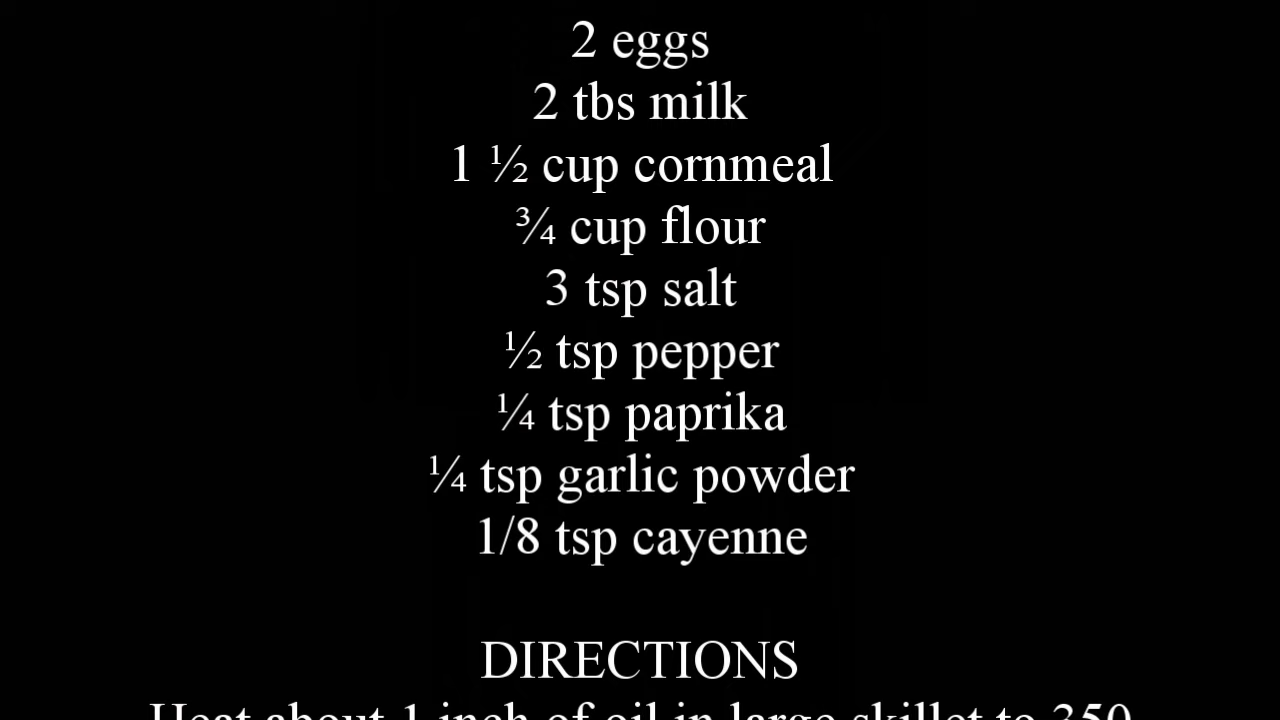 2 eggs
2 tbs milk
1 ½ cup cornmeal
¾ cup flour
3 tsp salt
½ tsp pepper
¼ tsp paprika
¼ tsp garlic powder
1/8 tsp cayenne
DIRECTIONS
Heat about 1 inch of oil in large skillet to 350